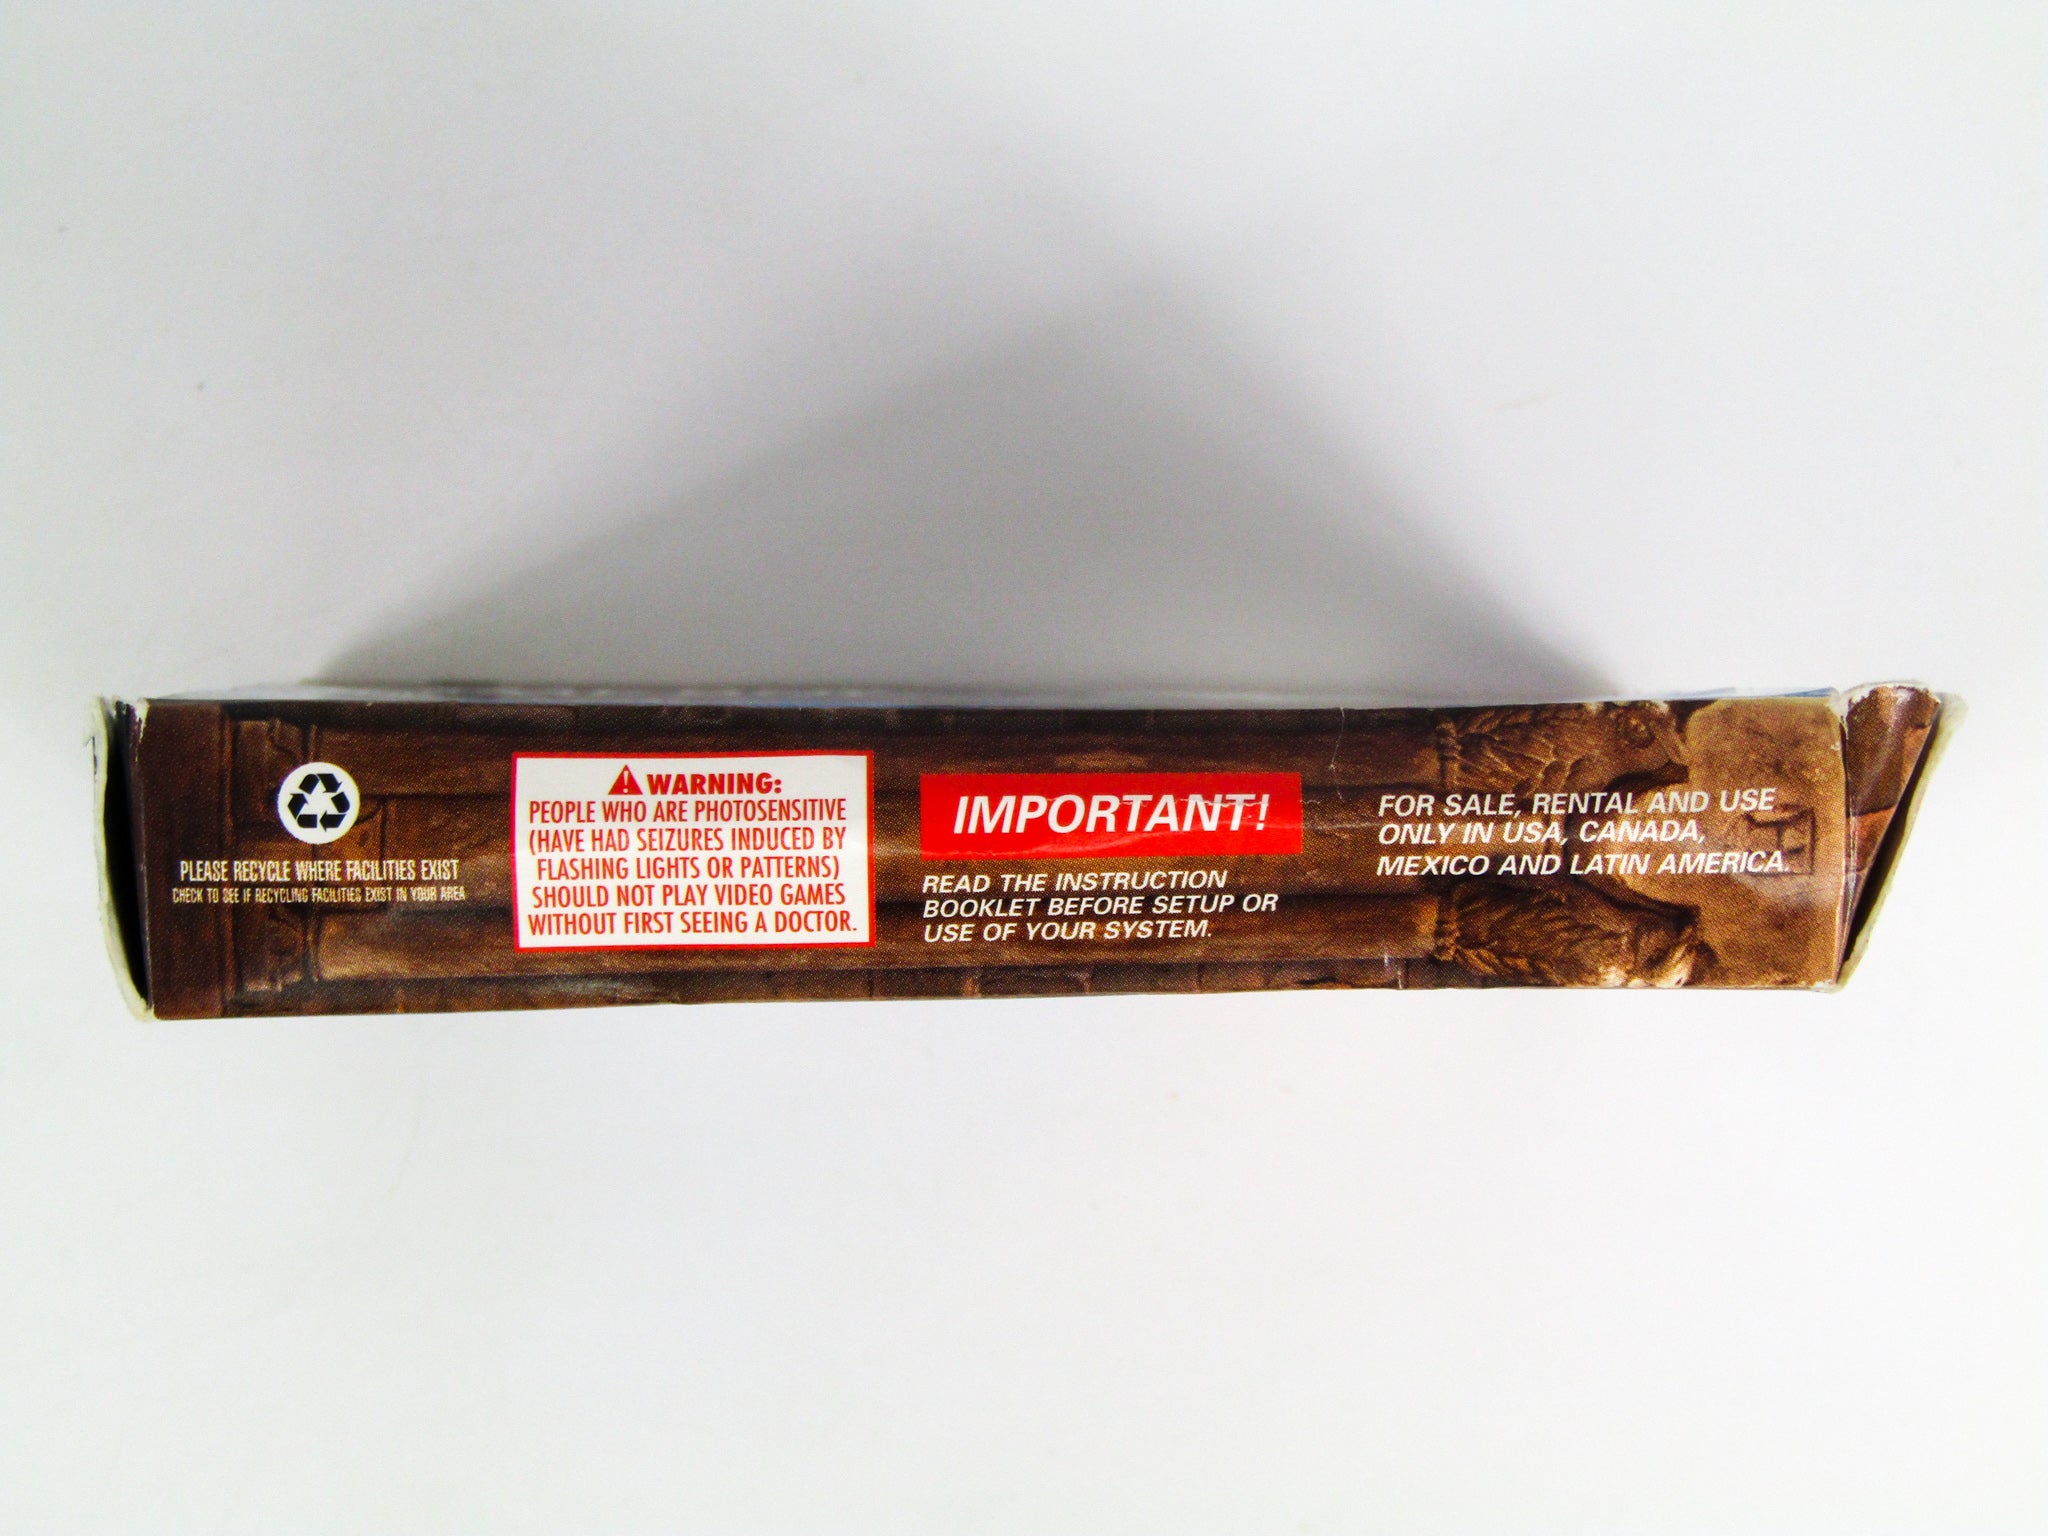 PLEASE RECYCLE WHERE FACILITIES EXIST
CHECK TO SEE IF RECYCLING FACILITIES EXIST IN YOUR AREA
WARNING:
PEOPLE WHO ARE PHOTOSENSITIVE
(HAVE HAD SEIZURES INDUCED BY
FLASHING LIGHTS OR PATTERNS)
SHOULD NOT PLAY VIDEO GAMES
WITHOUT FIRST SEEING A DOCTOR.
IMPORTANT!
READ THE INSTRUCTION
BOOKLET BEFORE SETUP OR
USE OF YOUR SYSTEM.
FOR SALE, RENTAL AND USE
ONLY IN USA, CANADA,
MEXICO AND LATIN AMERICA.